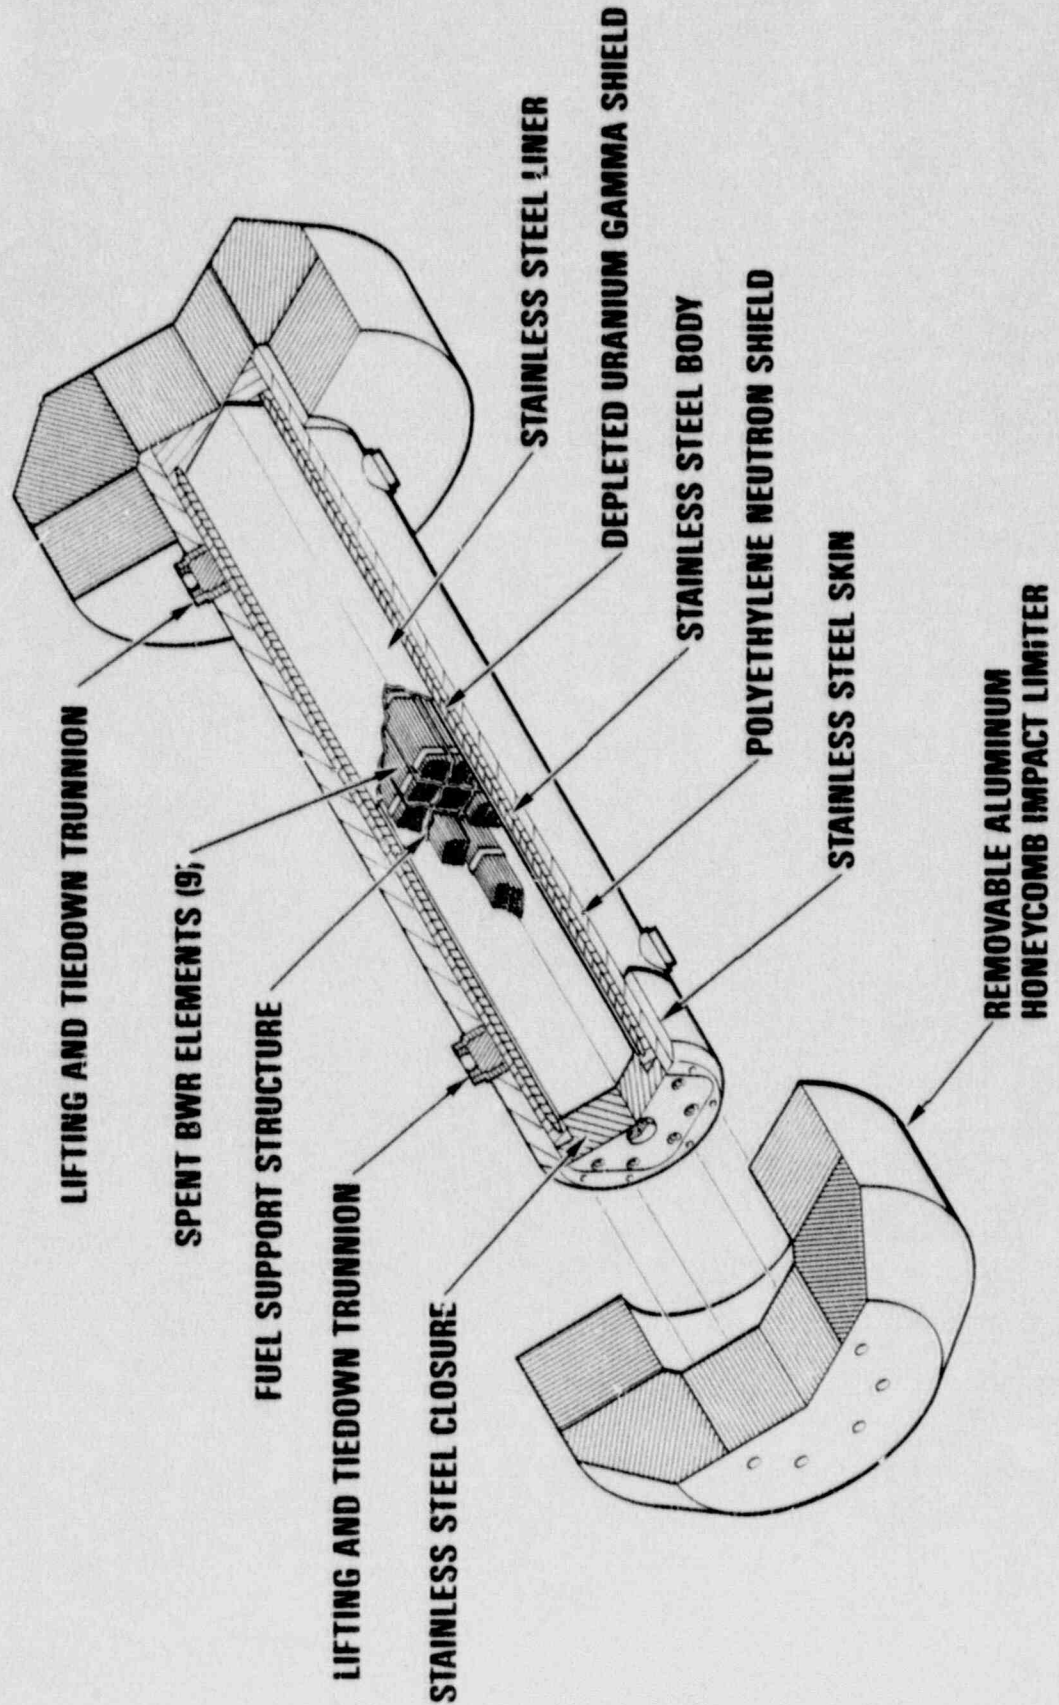 LIFTING AND TIEDOWN TRUNNION
SPENT BWR ELEMENTS (9)
FUEL SUPPORT STRUCTURE
LIFTING AND TIEDOWN TRUNNION
STAINLESS STEEL CLOSURE
STAINLESS STEEL LINER
DEPLETED URANIUM GAMMA SHIELD
STAINLESS STEEL BODY
POLYETHYLENE NEUTRON SHIELD
STAINLESS STEEL SKIN
REMOVABLE ALUMINUM
HONEYCOMB IMPACT LIMITER